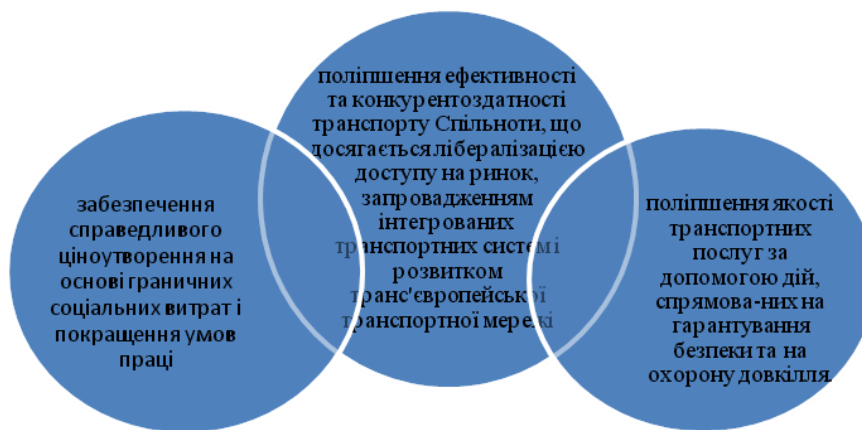 забезпечення
справедливого
ціноутворення на
основі граничних
соціальних витрат і
покращення умов
праці
поліпшення ефективності
та конкурентоздатності
транспорту Спільноти, що
досягається лібералізацією
доступу на ринок,
запровадженням
інтегрованих
транспортних систем і
розвитком
транс'європейської
транспортної мережі
поліпшення якості
транспортних
послуг за
допомогою дій,
спрямова-них на
гарантування
безпеки та на
охорону довкілля.